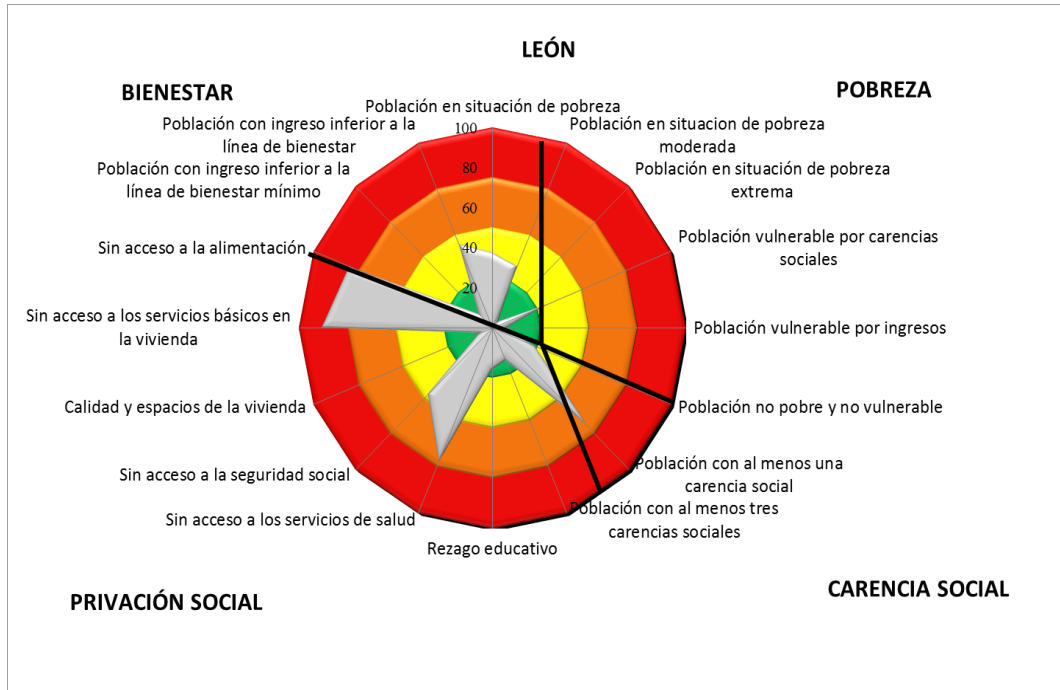 LEÓN
BIENESTAR
POBREZA
Población en situación de pobreza
Población en situacion de pobreza
moderada
Población en situación de pobreza
extrema
Población vulnerable por carencias
sociales
Población vulnerable por ingresos
Población no pobre y no vulnerable
Población con al menos una
carencia social
Población con al menos tres
carencias sociales
Rezago educativo
Sin acceso a los servicios de salud
Sin acceso a la seguridad social
Calidad y espacios de la vivienda
Sin acceso a los servicios básicos en
la vivienda
Sin acceso a la alimentación
Población con ingreso inferior a la
línea de bienestar mínimo
Población con ingreso inferior a la
línea de bienestar
100
80
60
40
20
PRIVACIÓN SOCIAL
CARENCIA SOCIAL